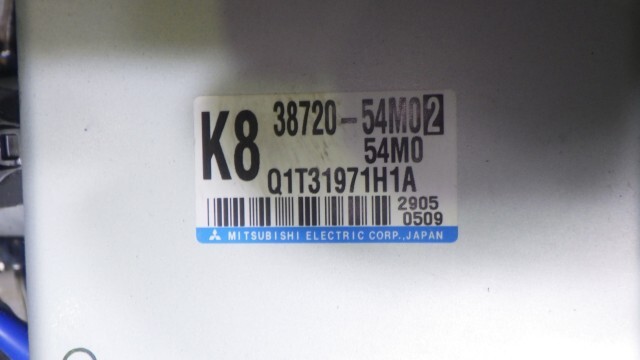 K8
38720-54M02
54M0
Q1T31971H1A
2905
0509
MITSUBISHI ELECTRIC CORP.,JAPAN